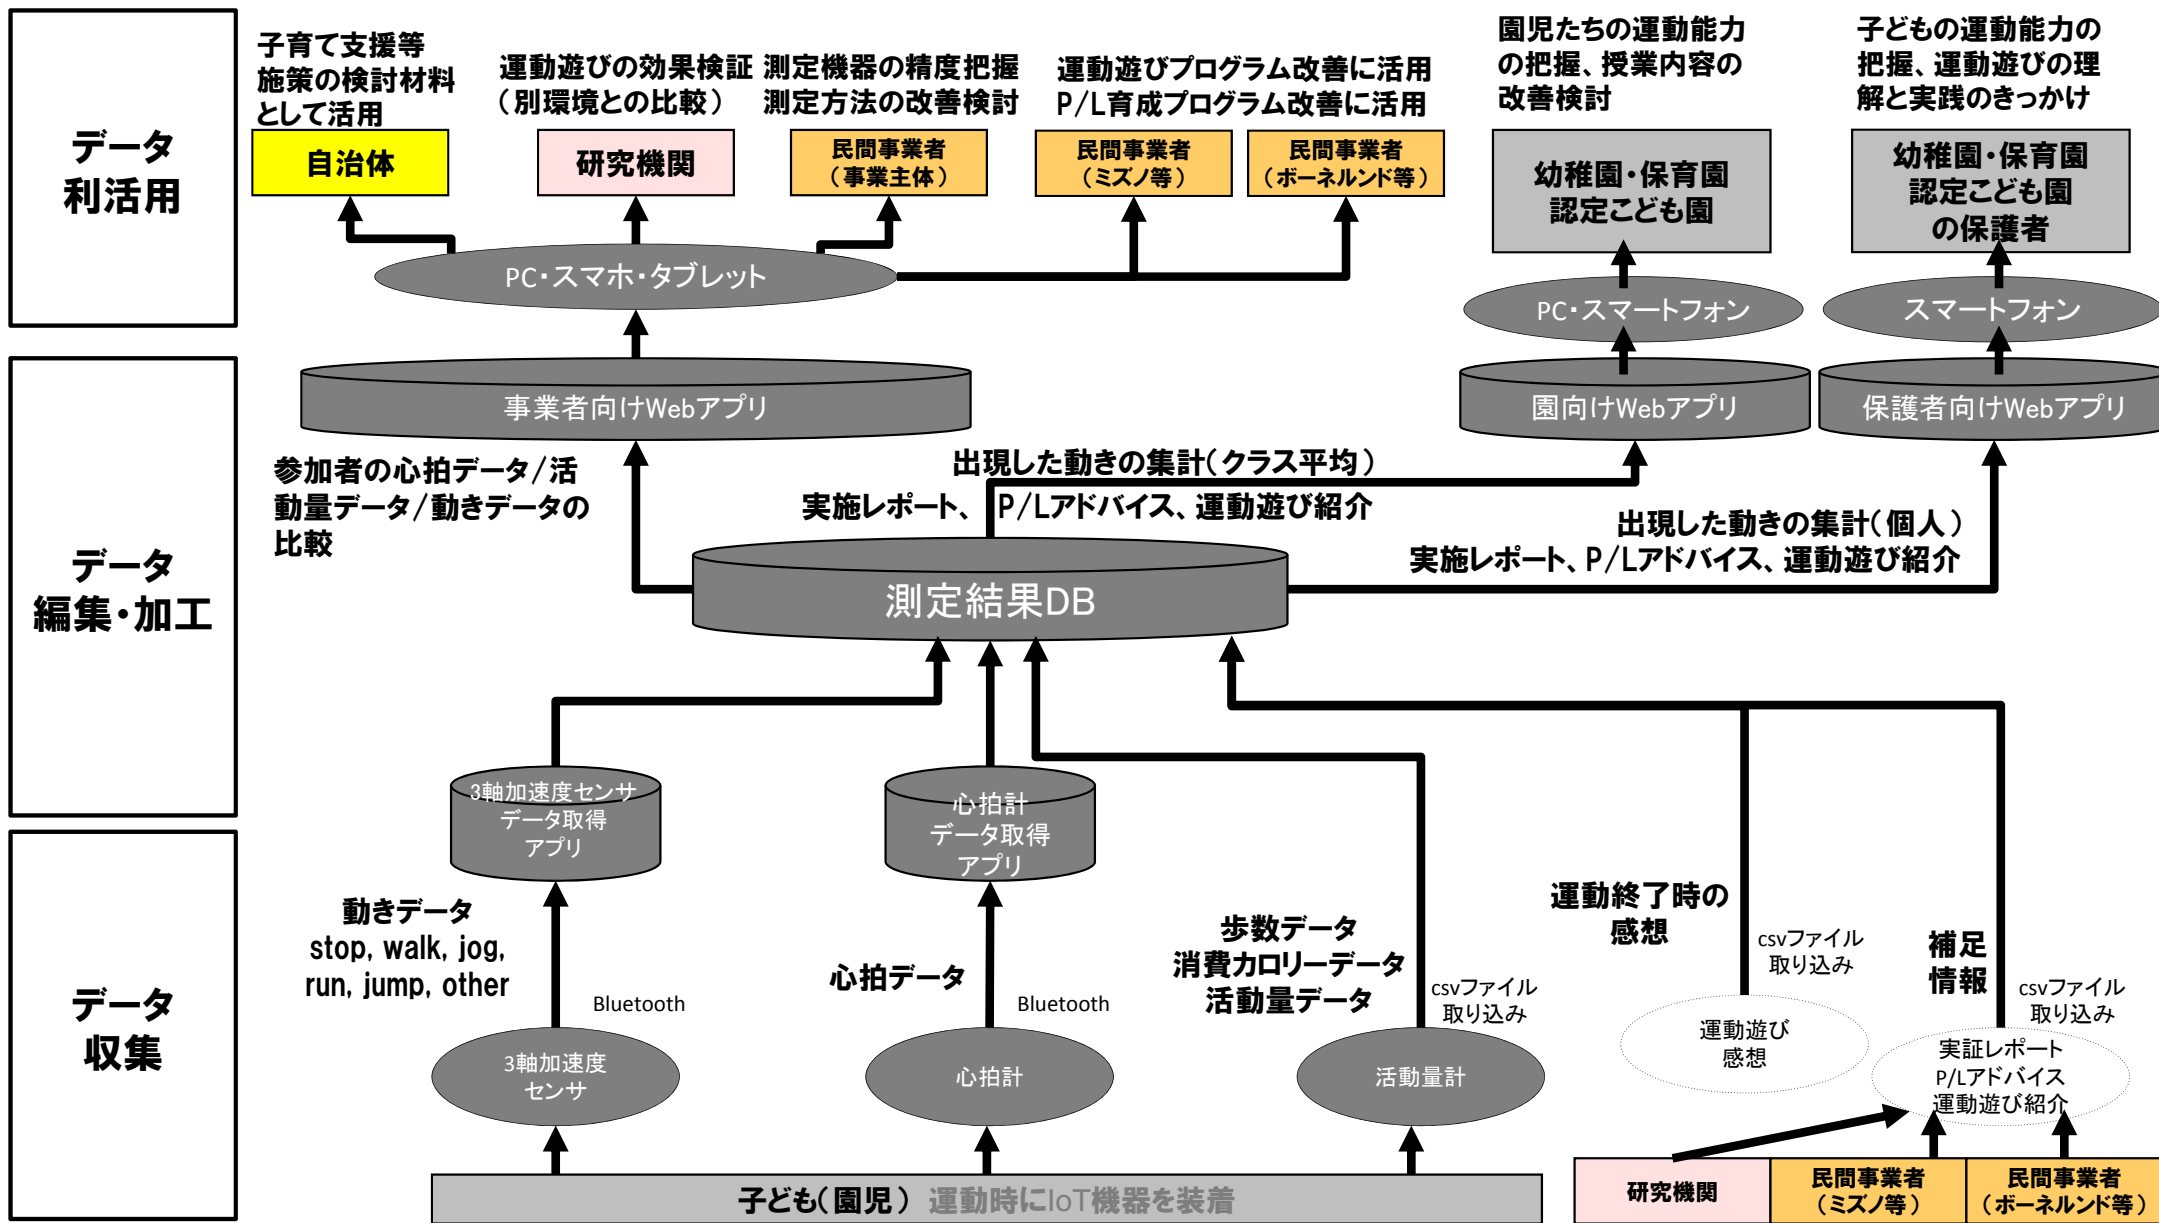 データ
利活用
子育て支援等
施策の検討材料
として活用
運動遊びの効果検証
(別環境との比較)
測定機器の精度把握
測定方法の改善検討
運動遊びプログラム改善に活用
P/L育成プログラム改善に活用
園児たちの運動能力
の把握、授業内容の
改善検討
子どもの運動能力の
把握、運動遊びの理
解と実践のきっかけ
自治体
研究機関
民間事業者
(事業主体)
民間事業者
(ミズノ等)
民間事業者
(ボーネルンド等)
幼稚園・保育園
認定こども園
幼稚園・保育園
認定こども園
の保護者
PC・スマホ・タブレット
PC・スマートフォン
スマートフォン
データ
編集・加工
事業者向けWebアプリ
園向けWebアプリ
保護者向けWebアプリ
参加者の心拍データ/活
動量データ/動きデータの
比較
出現した動きの集計(クラス平均)
実施レポート、 P/Lアドバイス、運動遊び紹介
出現した動きの集計(個人)
実施レポート、P/Lアドバイス、運動遊び紹介
測定結果DB
3軸加速度センサ
データ取得
アプリ
心拍計
データ取得
アプリ
データ
収集
動きデータ
stop, walk, jog,
run, jump, other
Bluetooth
心拍データ
Bluetooth
歩数データ
消費カロリーデータ
活動量データ
csvファイル
取り込み
運動終了時の
感想
csvファイル
取り込み
補足
情報
csvファイル
取り込み
3軸加速度
センサ
心拍計
活動量計
運動遊び
感想
実証レポート
P/Lアドバイス
運動遊び紹介
子ども(園児) 運動時にIoT機器を装着
研究機関
民間事業者
(ミズノ等)
民間事業者
(ボーネルンド等)